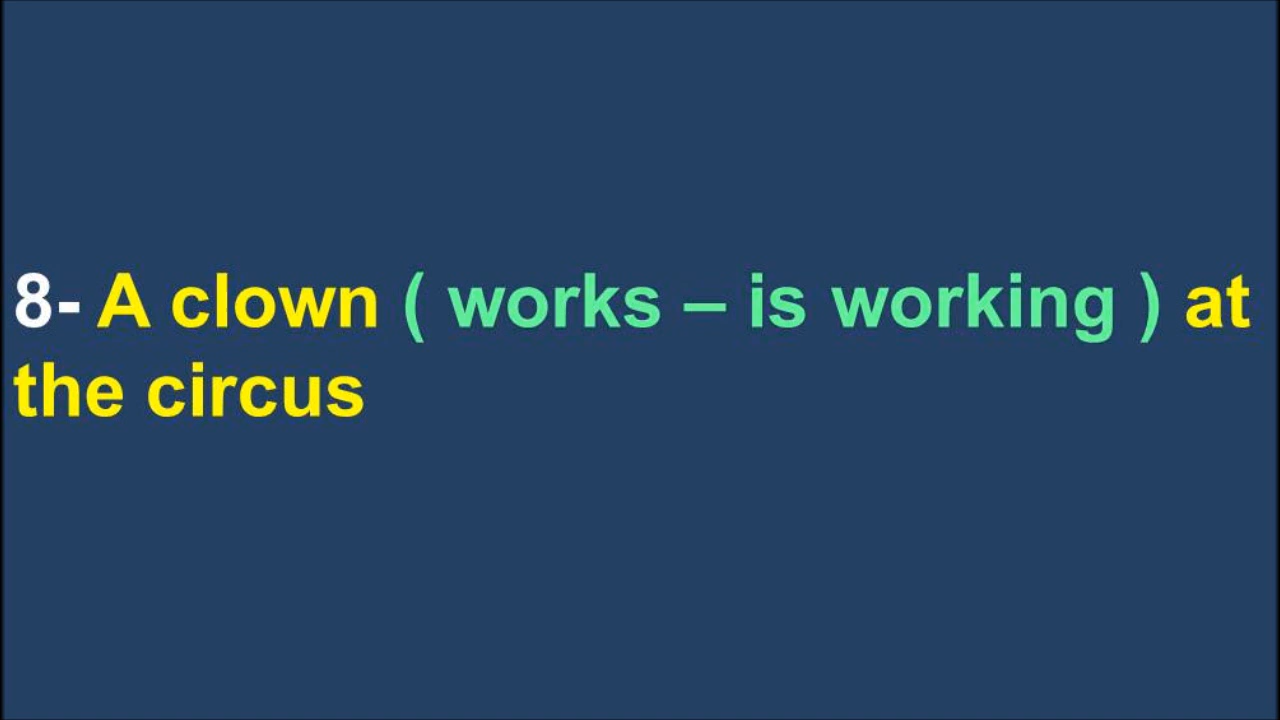 8- A clown ( works – is working ) at
the circus